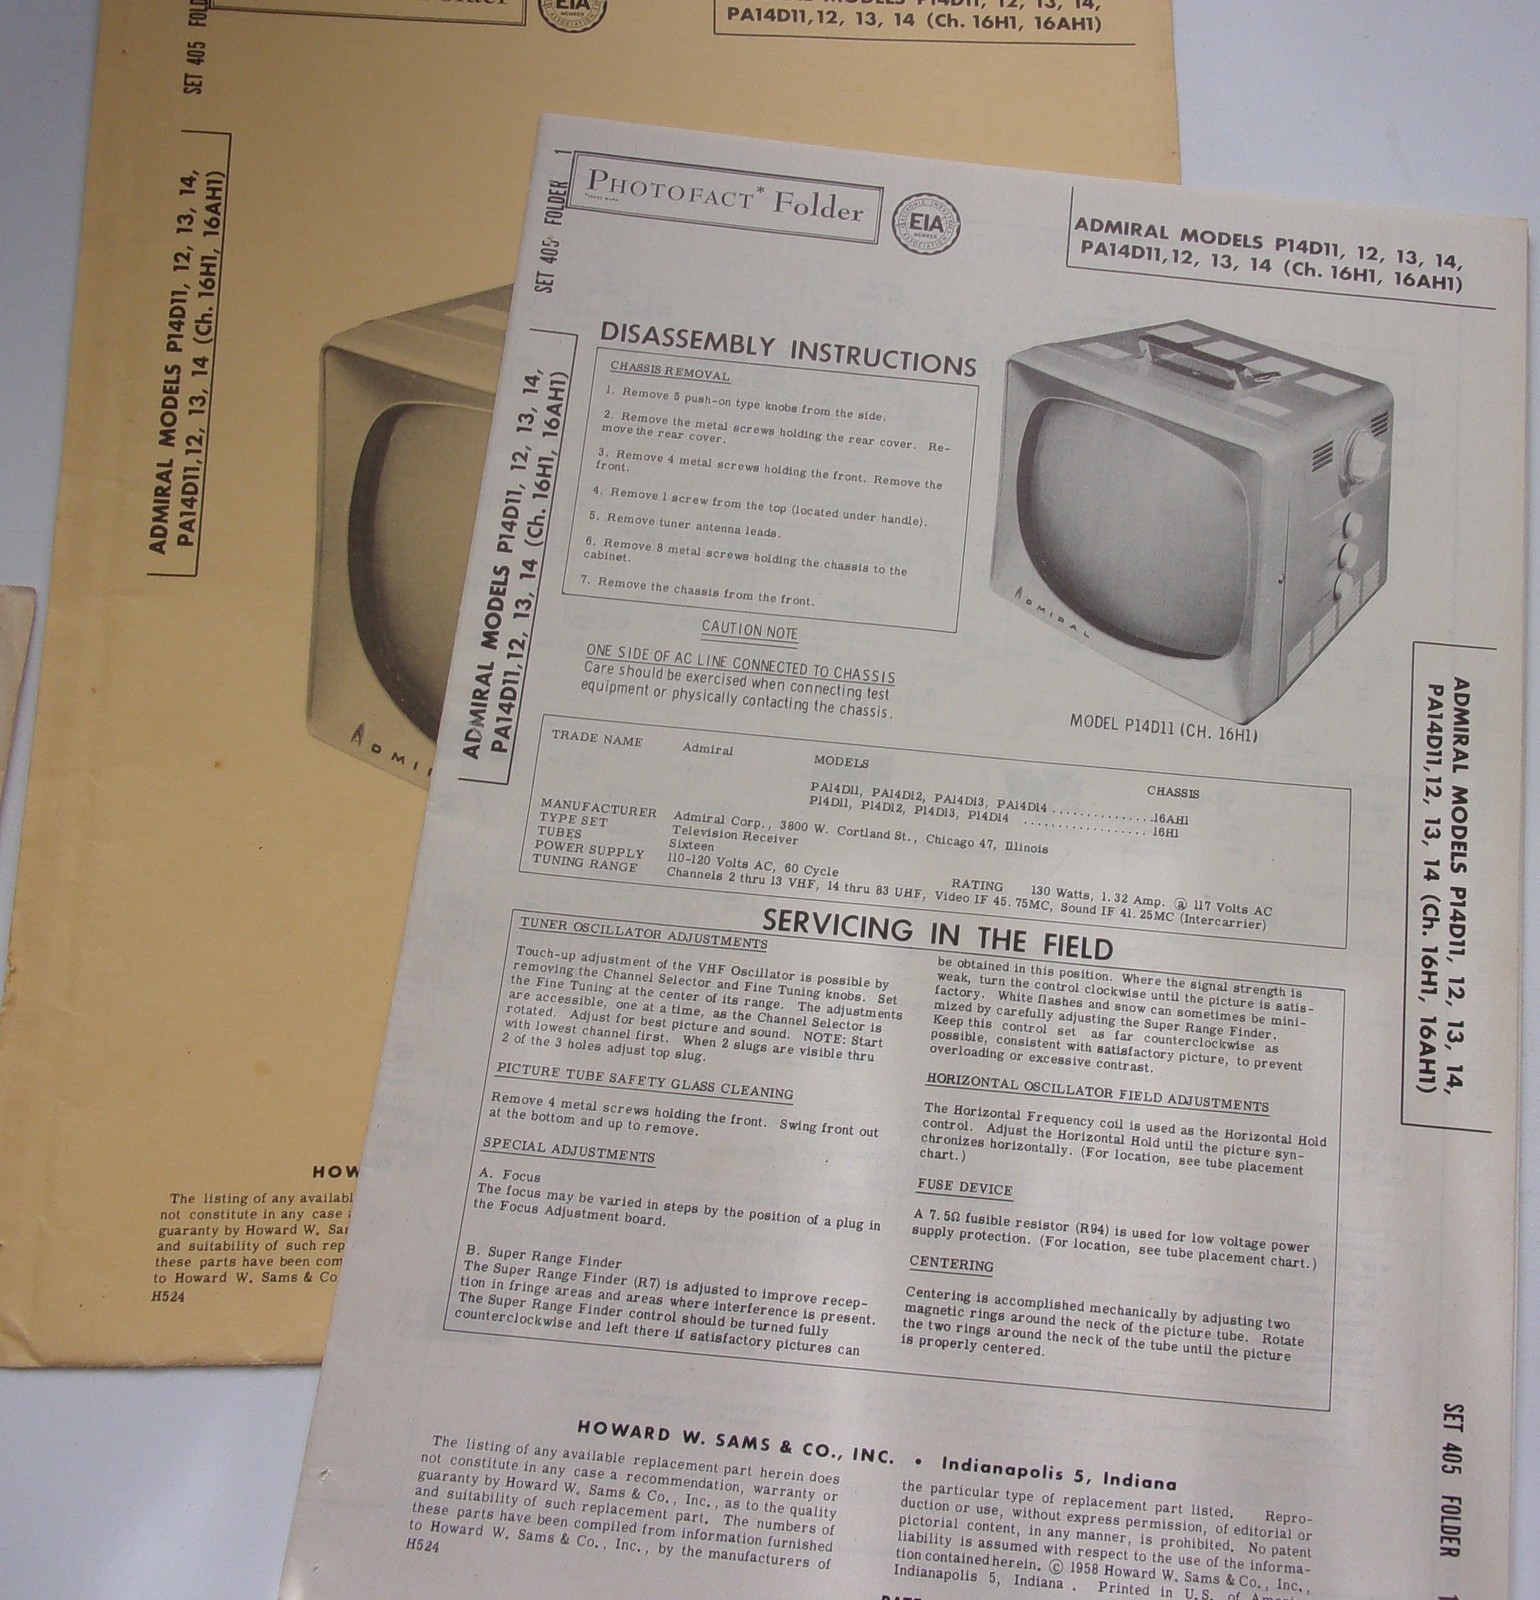 SET 405 FOLD
EIA
MEMBER
PA14D11,12, 13, 14 (Ch. 16H1, 16AH1)
ADMIRAL MODELS P14D11, 12, 13, 14,
PA14D11,12, 13, 14 (Ch. 16H1, 16AH1)
ADMI
HOW
The listing of any availabl
not constitute in any case
guaranty by Howard W. Sa
and suitability of such rep
these parts have been com
to Howard W. Sams & Co
H524
SET 405 FOLDER 1
PHOTOFACT* Folder
EIA
MEMBER
ADMIRAL MODELS P14D11, 12, 13, 14,
PA14D11,12, 13, 14 (Ch. 16H1, 16AH1)
ADMIRAL MODELS P14D11, 12, 13, 14,
PA14D11,12, 13, 14 (Ch. 16H1, 16AH1)
DISASSEMBLY INSTRUCTIONS
CHASSIS REMOVAL
1. Remove 5 push-on type knobs from the side.
2. Remove the metal screws holding the rear cover. Re-
move the rear cover.
3. Remove 4 metal screws holding the front. Remove the
front.
4. Remove 1 screw from the top (located under handle).
5. Remove tuner antenna leads.
6. Remove 8 metal screws holding the chassis to the
cabinet.
7. Remove the chassis from the front.
CAUTION NOTE
ONE SIDE OF AC LINE CONNECTED TO CHASSIS
Care should be exercised when connecting test
equipment or physically contacting the chassis.
ADMIRAL
MODEL P14D11 (CH. 16H1)
TRADE NAME Admiral MODELS CHASSIS
PA14D11, PA14D12, PA14D13, PA14D14 ...............16AH1
P14D11, P14D12, P14D13, P14D14 .................. 16H1
MANUFACTURER Admiral Corp., 3800 W. Cortland St., Chicago 47, Illinois
TYPE SET Television Receiver
TUBES Sixteen
POWER SUPPLY 110-120 Volts AC, 60 Cycle RATING 130 Watts, 1.32 Amp. @ 117 Volts AC
TUNING RANGE Channels 2 thru 13 VHF, 14 thru 83 UHF, Video IF 45.75MC, Sound IF 41.25MC (Intercarrier)
SERVICING IN THE FIELD
TUNER OSCILLATOR ADJUSTMENTS
Touch-up adjustment of the VHF Oscillator is possible by
removing the Channel Selector and Fine Tuning knobs. Set
the Fine Tuning at the center of its range. The adjustments
are accessible, one at a time, as the Channel Selector is
rotated. Adjust for best picture and sound. NOTE: Start
with lowest channel first. When 2 slugs are visible thru
2 of the 3 holes adjust top slug.
PICTURE TUBE SAFETY GLASS CLEANING
Remove 4 metal screws holding the front. Swing front out
at the bottom and up to remove.
SPECIAL ADJUSTMENTS
A. Focus
The focus may be varied in steps by the position of a plug in
the Focus Adjustment board.
B. Super Range Finder
The Super Range Finder (R7) is adjusted to improve recep-
tion in fringe areas and areas where interference is present.
The Super Range Finder control should be turned fully
counterclockwise and left there if satisfactory pictures can
be obtained in this position. Where the signal strength is
weak, turn the control clockwise until the picture is satis-
factory. White flashes and snow can sometimes be mini-
mized by carefully adjusting the Super Range Finder.
Keep this control set as far counterclockwise as
possible, consistent with satisfactory picture, to prevent
overloading or excessive contrast.
HORIZONTAL OSCILLATOR FIELD ADJUSTMENTS
The Horizontal Frequency coil is used as the Horizontal Hold
control. Adjust the Horizontal Hold until the picture syn-
chronizes horizontally. (For location, see tube placement
chart.)
FUSE DEVICE
A 7.5Ω fusible resistor (R94) is used for low voltage power
supply protection. (For location, see tube placement chart.)
CENTERING
Centering is accomplished mechanically by adjusting two
magnetic rings around the neck of the picture tube. Rotate
the two rings around the neck of the tube until the picture
is properly centered.
ADMIRAL MODELS P14D11, 12, 13, 14,
PA14D11,12, 13, 14 (Ch. 16H1, 16AH1)
SET 405 FOLDER 1
HOWARD W. SAMS & CO., INC. • Indianapolis 5, Indiana
The listing of any available replacement part herein does
not constitute in any case a recommendation, warranty or
guaranty by Howard W. Sams & Co., Inc., as to the quality
and suitability of such replacement part. The numbers of
these parts have been compiled from information furnished
to Howard W. Sams & Co., Inc., by the manufacturers of
H524
the particular type of replacement part listed. Repro-
duction or use, without express permission, of editorial or
pictorial content, in any manner, is prohibited. No patent
liability is assumed with respect to the use of the informa-
tion contained herein. © 1958 Howard W. Sams & Co., Inc.,
Indianapolis 5, Indiana. Printed in U.S. of